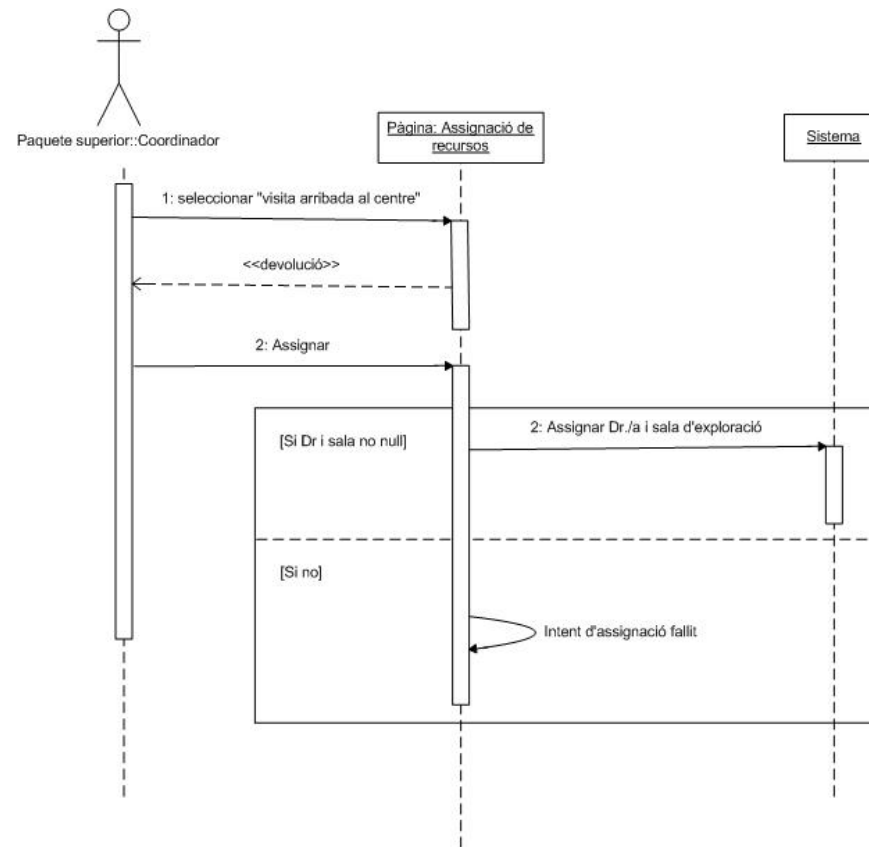 Paquete superior::Coordinador
Pàgina: Assignació de
recursos
Sistema
1: seleccionar "visita arribada al centre"
<<devolució>>
2: Assignar
[Si Dr i sala no null]
2: Assignar Dr./a i sala d'exploració
[Si no]
Intent d'assignació fallit